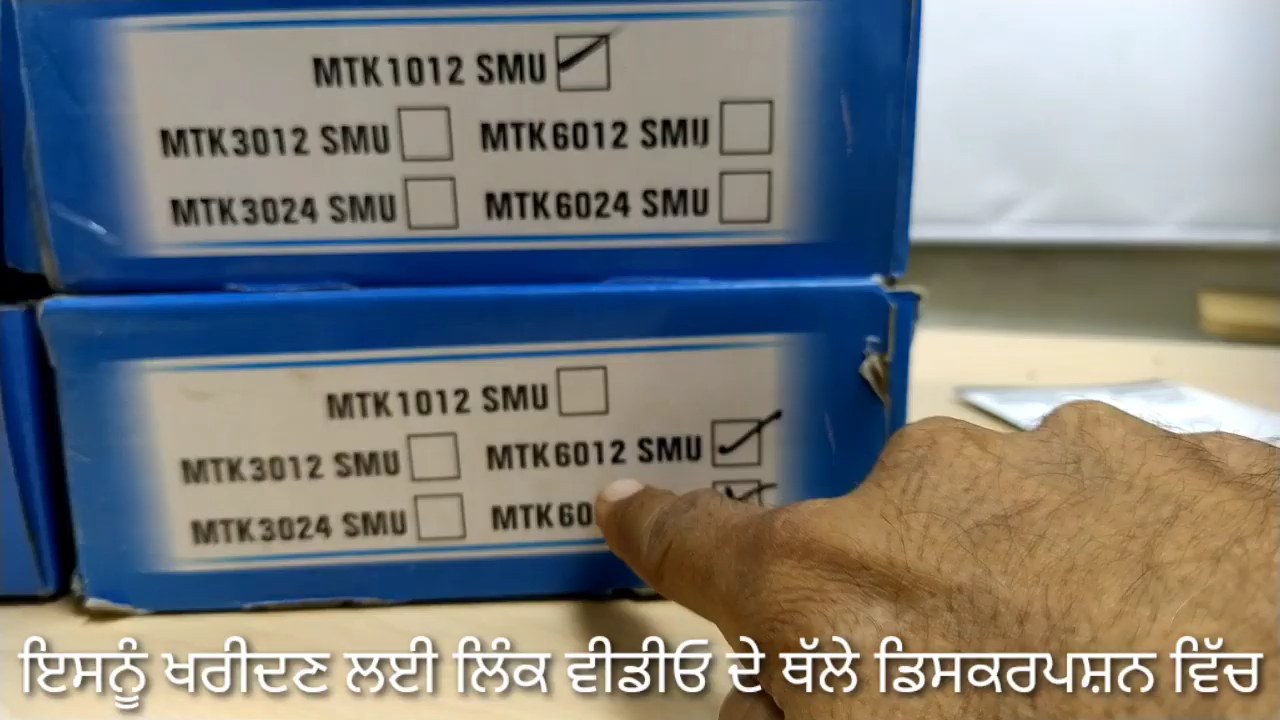 MTK1012 SMU
MTK3012 SMU MTK6012 SMU
MTK3024 SMU MTK6024 SMU
MTK1012 SMU
MTK3012 SMU MTK6012 SMU
MTK3024 SMU
ਇਸਨੂੰ ਖਰੀਦਣ ਲਈ ਲਿੰਕ ਵੀਡੀਓ ਦੇ ਥੱਲੇ ਡਿਸਕਰਪਸ਼ਨ ਵਿੱਚ